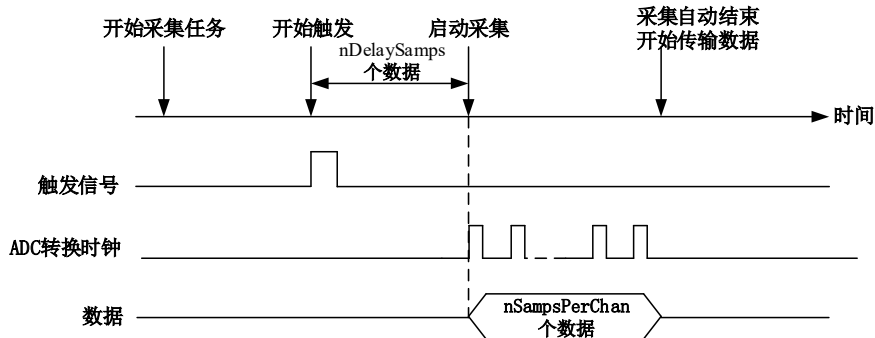 开始采集任务
开始触发
启动采集
采集自动结束
开始传输数据
nDelaySamps
个数据
时间
触发信号
ADC转换时钟
数据
nSampsPerChan
个数据